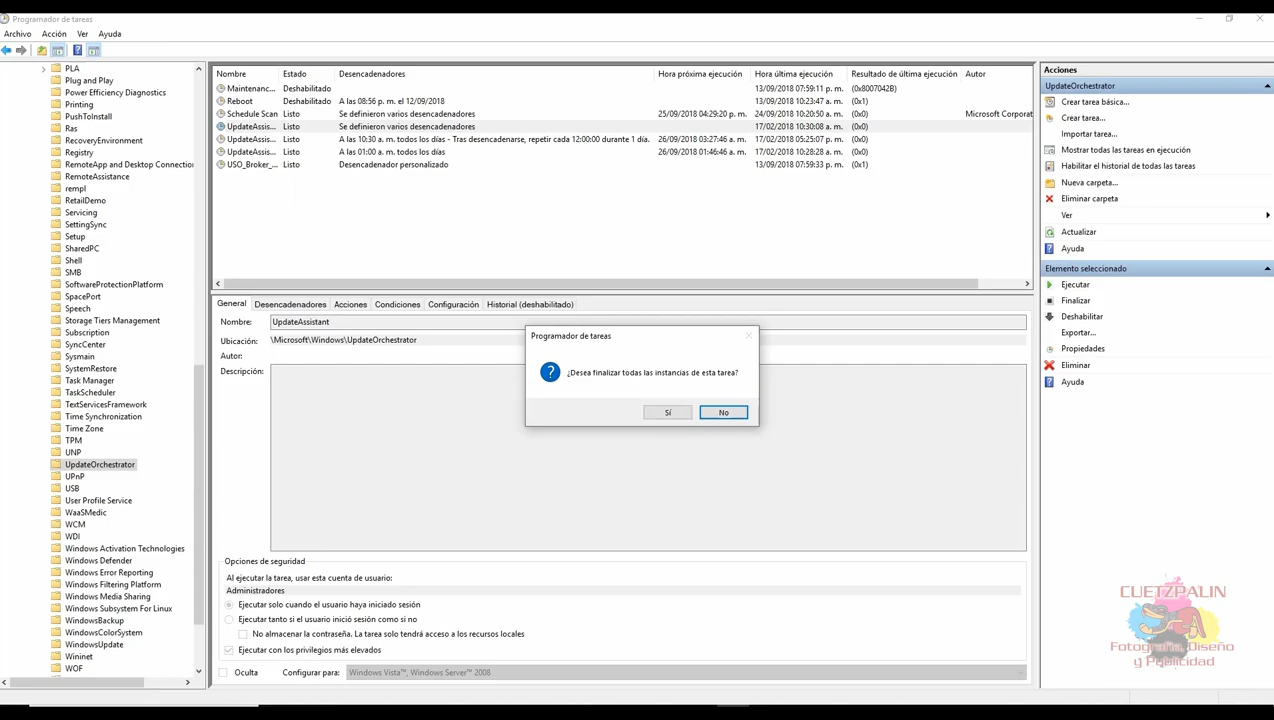 Programador de tareas
Archivo Acción Ver Ayuda
PLA
Plug and Play
Power Efficiency Diagnostics
Printing
PushToInstall
Ras
RecoveryEnvironment
Registry
RemoteApp and Desktop Connection
RemoteAssistance
rempl
RetailDemo
Servicing
SettingSync
Setup
SharedPC
Shell
SMB
SoftwareProtectionPlatform
SpacePort
Speech
Storage Tiers Management
Subscription
SyncCenter
Sysmain
SystemRestore
Task Manager
TaskScheduler
TextServicesFramework
Time Synchronization
Time Zone
TPM
UNP
UpdateOrchestrator
UPnP
USB
User Profile Service
WaaSMedic
WCM
WDI
Windows Activation Technologies
Windows Defender
Windows Error Reporting
Windows Filtering Platform
Windows Media Sharing
Windows Subsystem For Linux
WindowsBackup
WindowsColorSystem
WindowsUpdate
Wininet
WOF
Nombre Estado Desencadenadores Hora próxima ejecución Hora última ejecución Resultado de última ejecución Autor
Maintenanc... Deshabilitado 13/09/2018 07:59:11 p. m. (0x8007042B)
Reboot Deshabilitado A las 08:56 p. m. el 12/09/2018 13/09/2018 10:23:47 a. m. (0x1)
Schedule Scan Listo Se definieron varios desencadenadores 25/09/2018 04:29:20 p. m. 24/09/2018 10:20:50 a. m. (0x0) Microsoft Corporat
UpdateAssis... Listo Se definieron varios desencadenadores 17/02/2018 10:30:08 a. m. (0x0)
UpdateAssis... Listo A las 10:30 a. m. todos los días - Tras desencadenarse, repetir cada 12:00:00 durante 1 día. 26/09/2018 03:27:46 a. m. 17/02/2018 05:25:07 p. m. (0x0)
UpdateAssis... Listo A las 01:00 a. m. todos los días 26/09/2018 01:46:46 a. m. 17/02/2018 10:28:28 a. m. (0x0)
USO_Broker_... Listo Desencadenador personalizado 13/09/2018 07:59:33 p. m. (0x1)
General Desencadenadores Acciones Condiciones Configuración Historial (deshabilitado)
Nombre: UpdateAssistant
Ubicación: \Microsoft\Windows\UpdateOrchestrator
Autor:
Descripción:
Programador de tareas
¿Desea finalizar todas las instancias de esta tarea?
Sí No
Opciones de seguridad
Al ejecutar la tarea, usar esta cuenta de usuario:
Administradores
Ejecutar solo cuando el usuario haya iniciado sesión
Ejecutar tanto si el usuario inició sesión como si no
No almacenar la contraseña. La tarea solo tendrá acceso a los recursos locales
Ejecutar con los privilegios más elevados
Oculta Configurar para: Windows Vista™, Windows Server™ 2008
Acciones
UpdateOrchestrator
Crear tarea básica...
Crear tarea...
Importar tarea...
Mostrar todas las tareas en ejecución
Habilitar el historial de todas las tareas
Nueva carpeta...
Eliminar carpeta
Ver
Actualizar
Ayuda
Elemento seleccionado
Ejecutar
Finalizar
Deshabilitar
Exportar...
Propiedades
Eliminar
Ayuda
CUETZPALIN
Fotografía, Diseño
y Publicidad